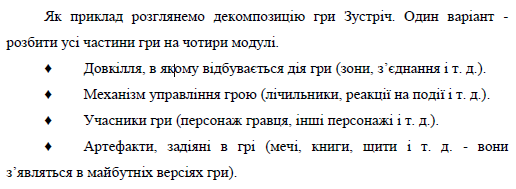 Як приклад розглянемо декомпозицію гри Зустріч. Один варіант -
розбити усі частини гри на чотири модулі.
♦ Довкілля, в якому відбувається дія гри (зони, з’єднання і т. д.).
♦ Механізм управління грою (лічильники, реакції на події і т. д.).
♦ Учасники гри (персонаж гравця, інші персонажі і т. д.).
♦ Артефакти, задіяні в грі (мечі, книги, щити і т. д. - вони
з’являться в майбутніх версіях гри).